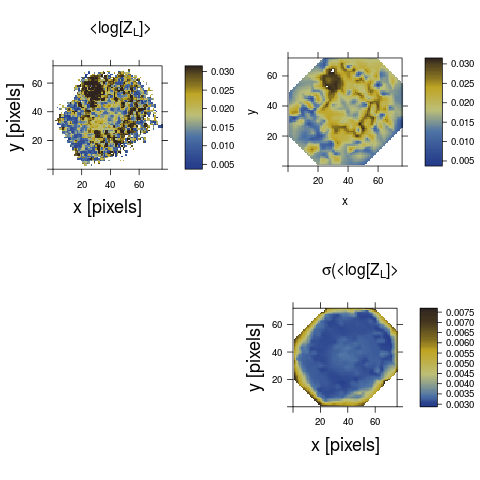 <log[Z_L]>
60
40
20
20 40 60
x [pixels]
y [pixels]
0.030
0.025
0.020
0.015
0.010
0.005
60
40
20
20 40 60
x
y
0.030
0.025
0.020
0.015
0.010
0.005
σ(<log[Z_L]>
60
40
20
20 40 60
x [pixels]
y [pixels]
0.0075
0.0070
0.0065
0.0060
0.0055
0.0050
0.0045
0.0040
0.0035
0.0030